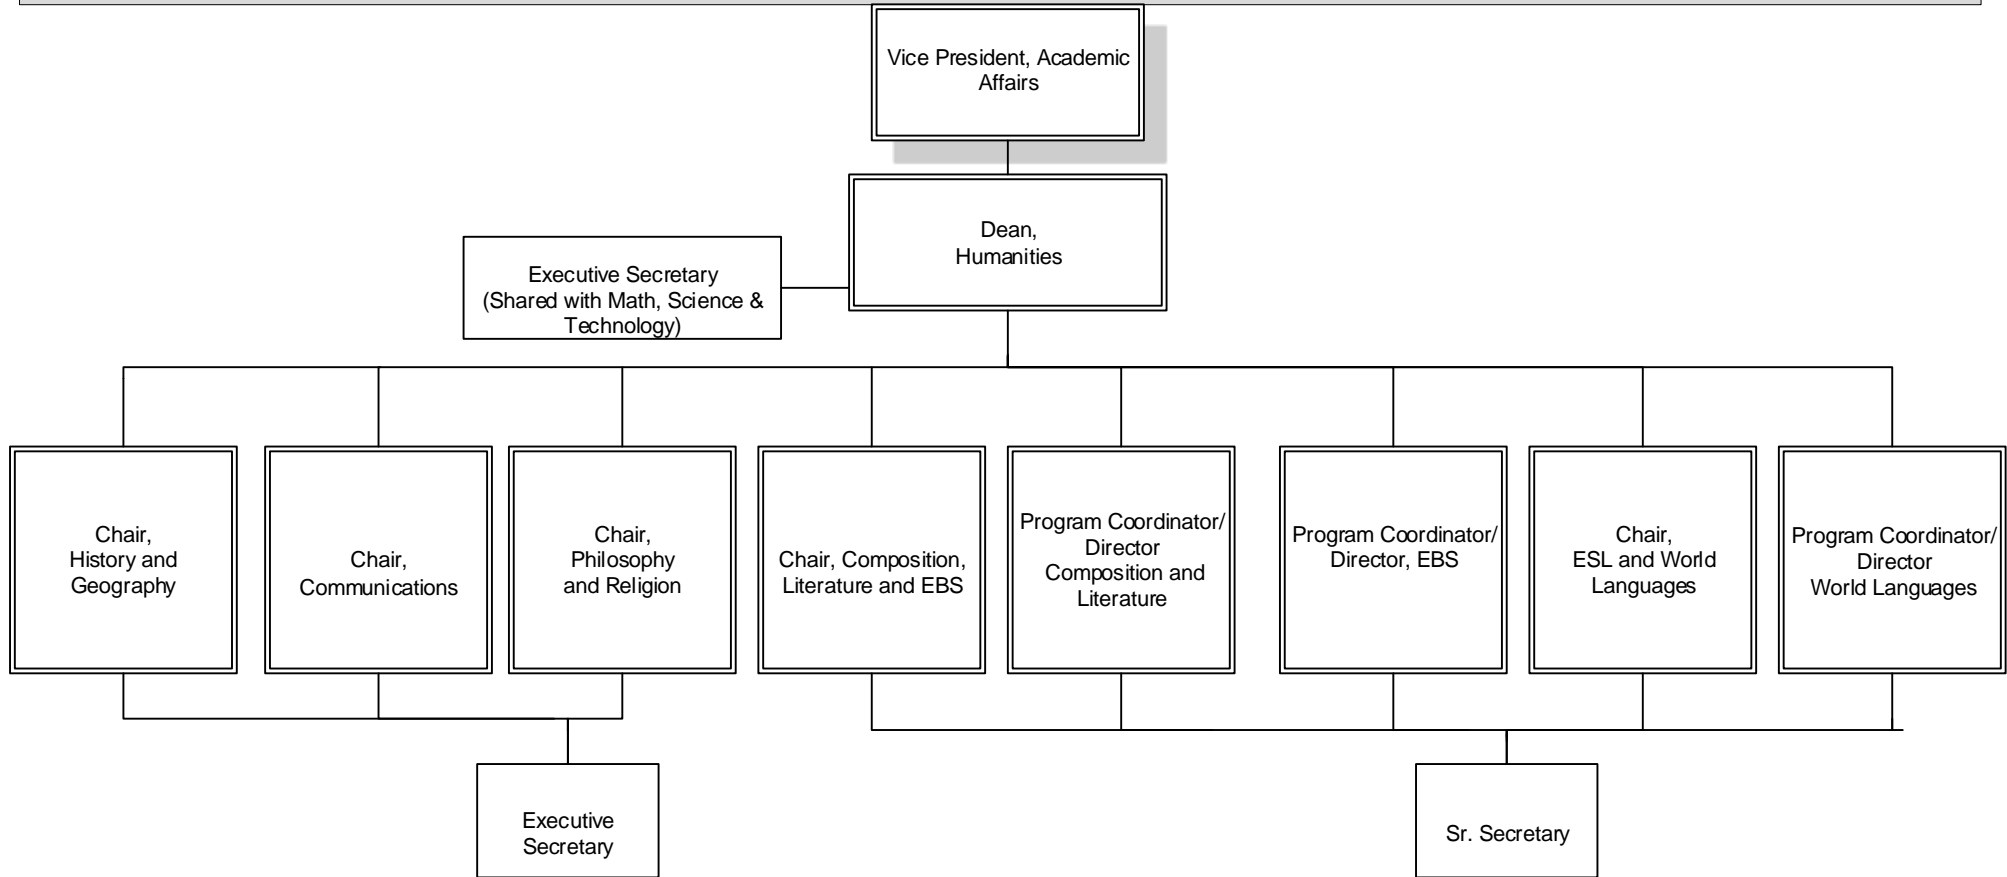 Vice President, Academic
Affairs
Dean,
Humanities
Executive Secretary
(Shared with Math, Science &
Technology)
Chair,
History and
Geography
Chair,
Communications
Chair,
Philosophy
and Religion
Chair, Composition,
Literature and EBS
Program Coordinator/
Director
Composition and
Literature
Program Coordinator/
Director, EBS
Chair,
ESL and World
Languages
Program Coordinator/
Director
World Languages
Executive
Secretary
Sr. Secretary